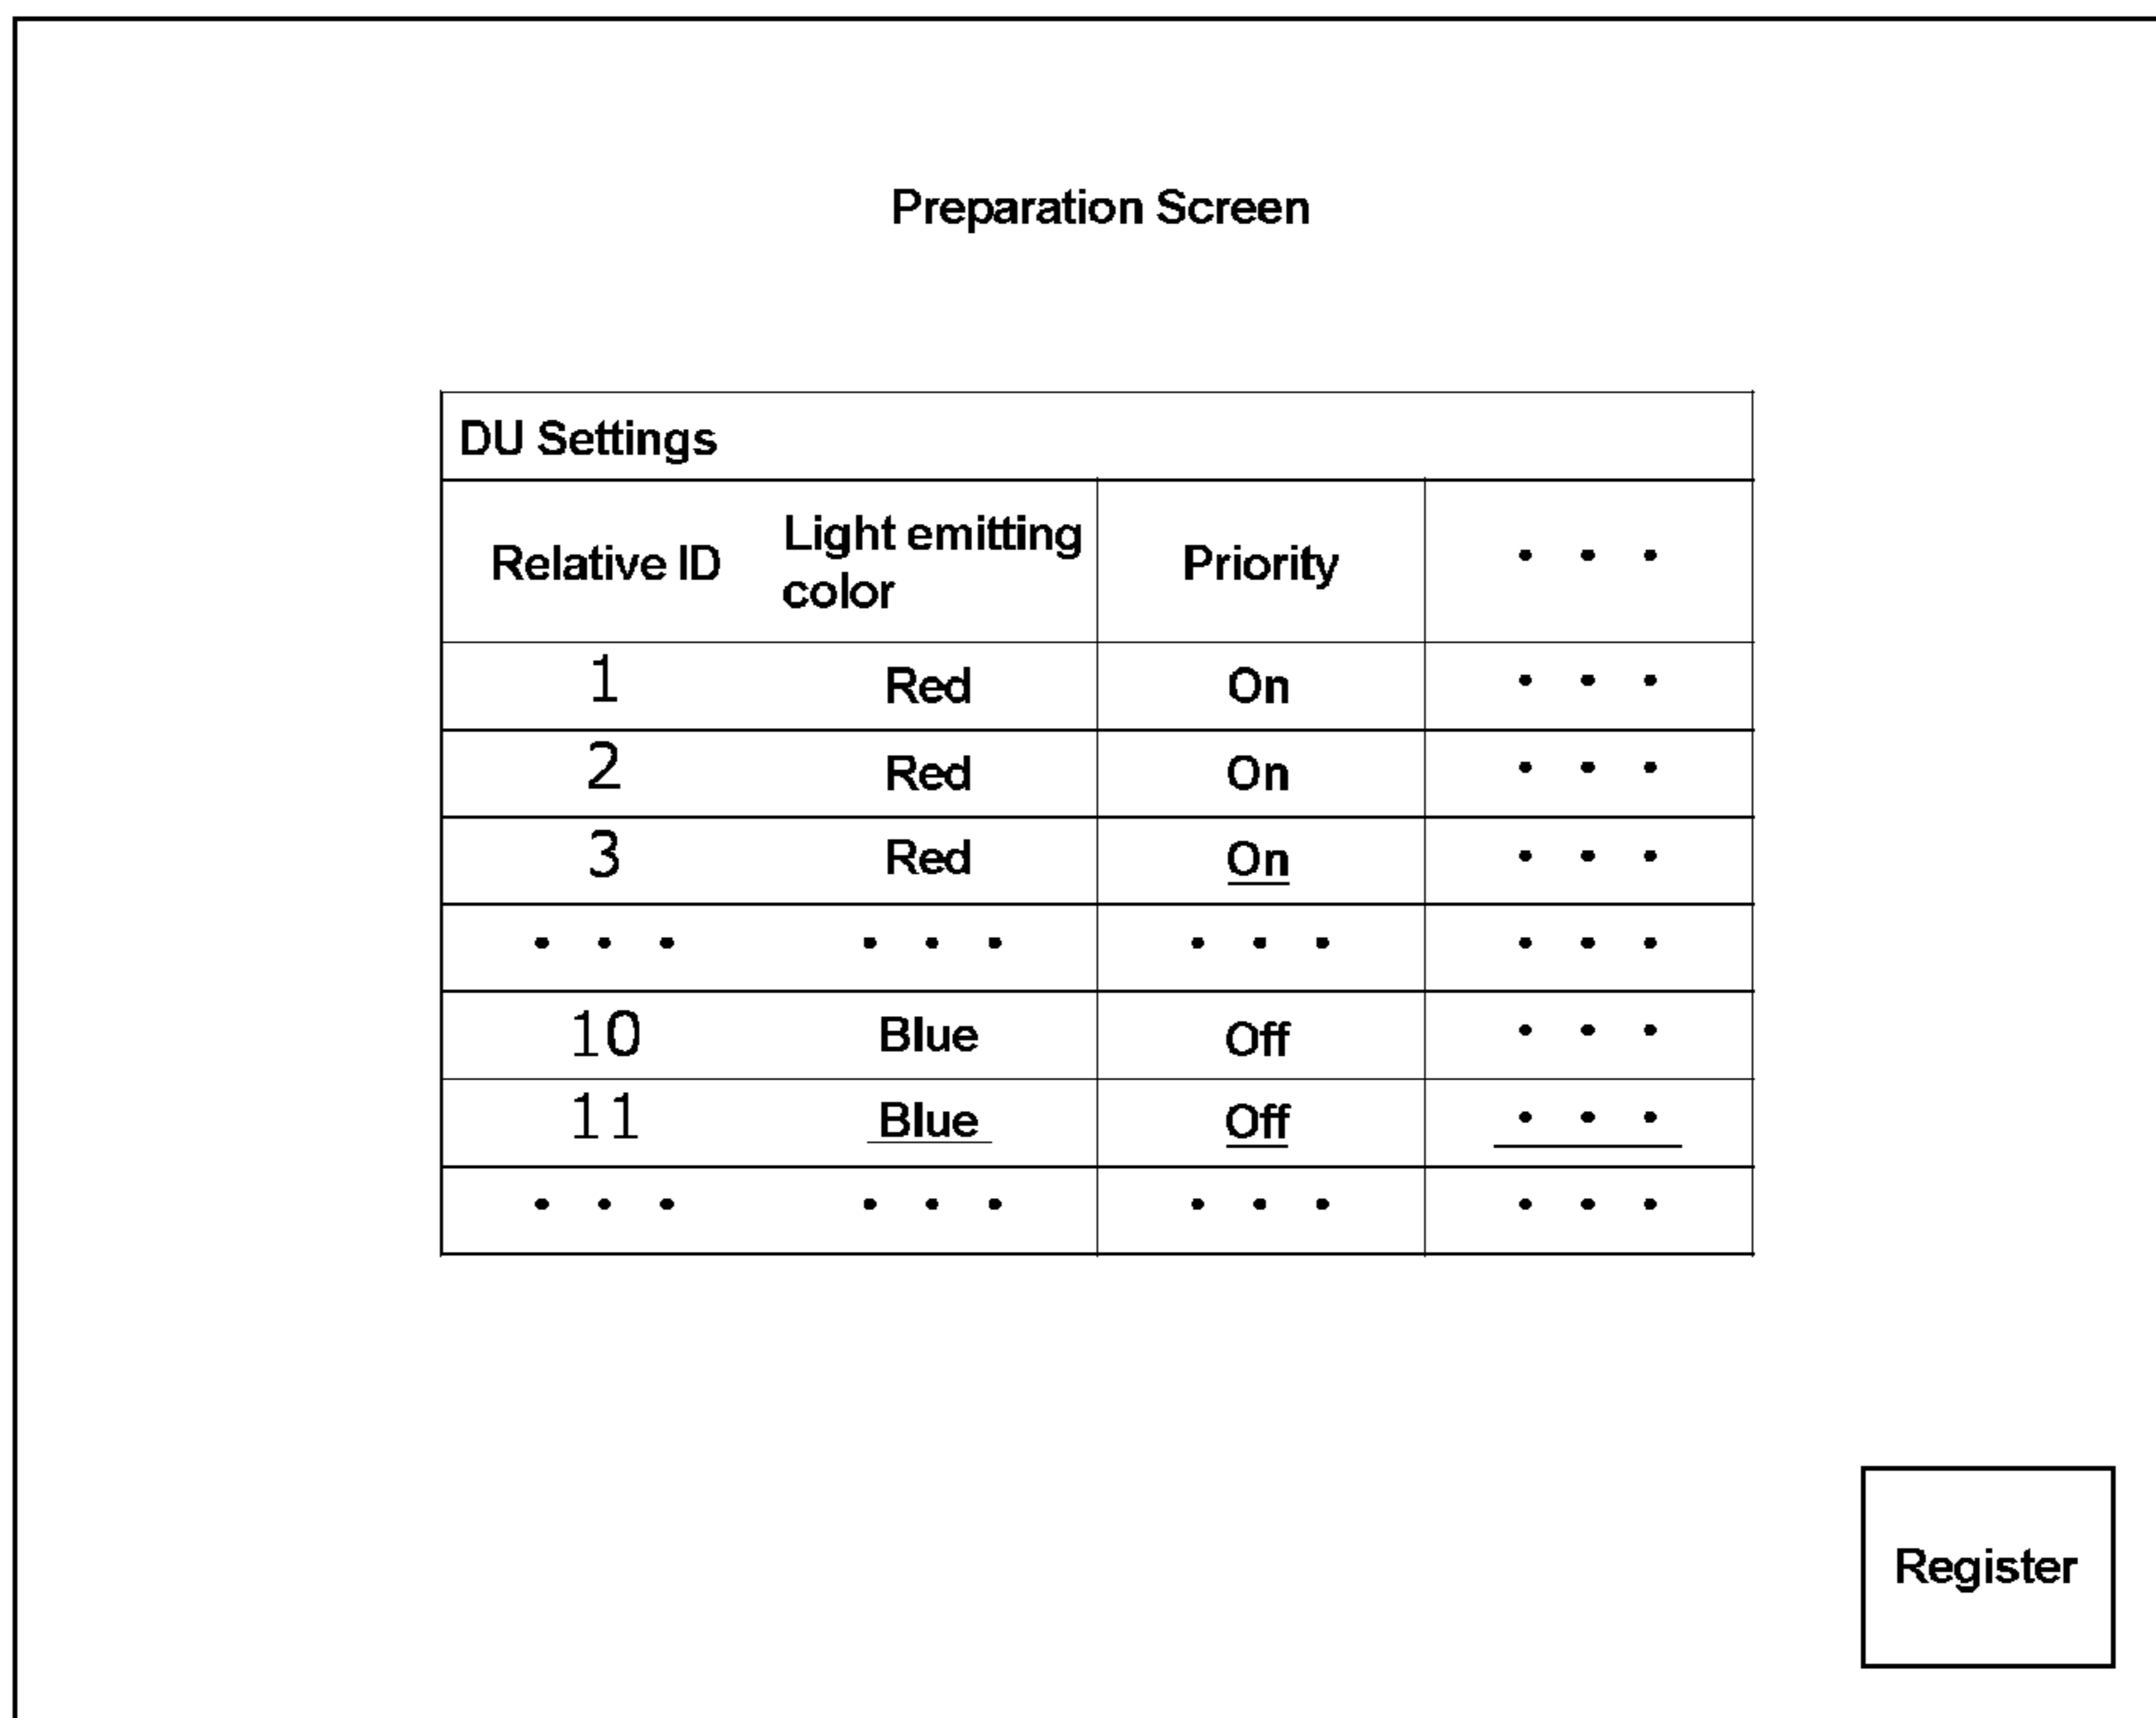 Preparation Screen
DU Settings
Relative ID Light emitting color Priority ・・・
1 Red On ・・・
2 Red On ・・・
3 Red On ・・・
・・・ ・・・ ・・・ ・・・
10 Blue Off ・・・
11 Blue Off ・・・
・・・ ・・・ ・・・ ・・・
Register